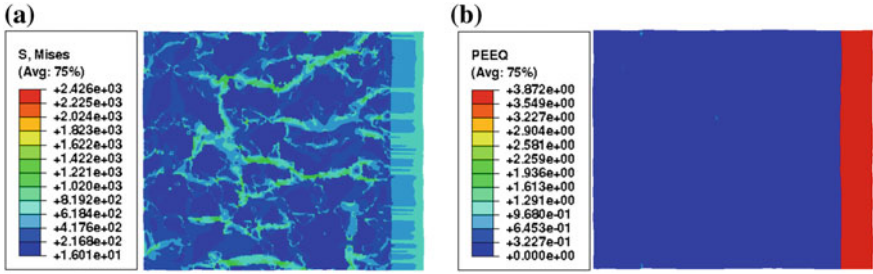 (a)
S, Mises
(Avg: 75%)
+2.426e+03
+2.225e+03
+2.024e+03
+1.823e+03
+1.622e+03
+1.422e+03
+1.221e+03
+1.020e+03
+8.192e+02
+6.184e+02
+4.176e+02
+2.168e+02
+1.601e+01
(b)
PEEQ
(Avg: 75%)
+3.872e+00
+3.549e+00
+3.227e+00
+2.904e+00
+2.581e+00
+2.259e+00
+1.936e+00
+1.613e+00
+1.291e+00
+9.680e-01
+6.453e-01
+3.227e-01
+0.000e+00